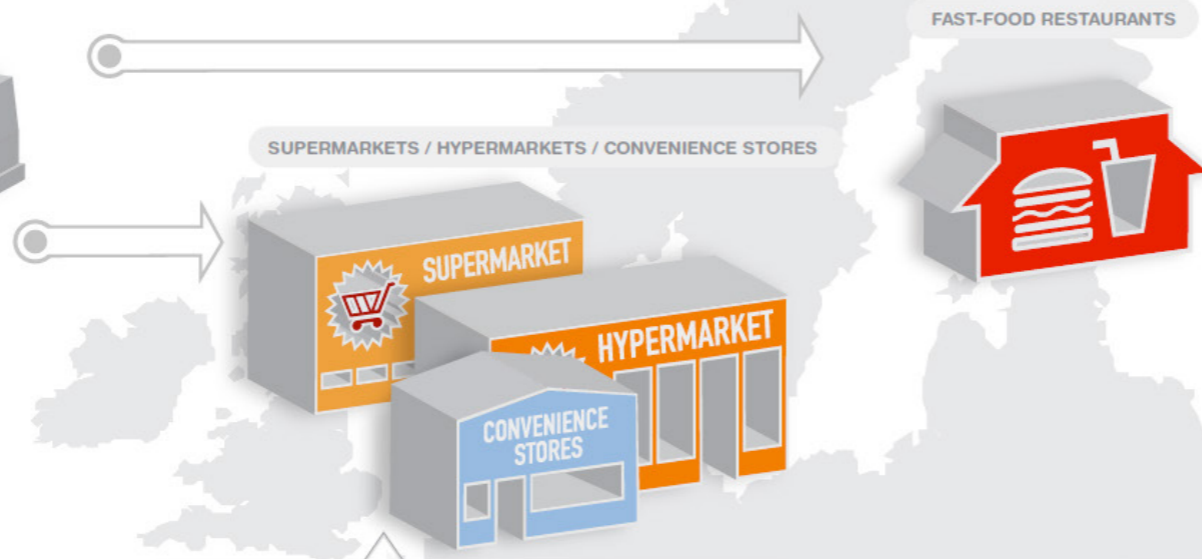 FAST-FOOD RESTAURANTS
SUPERMARKETS / HYPERMARKETS / CONVENIENCE STORES
SUPERMARKET
HYPERMARKET
CONVENIENCE
STORES